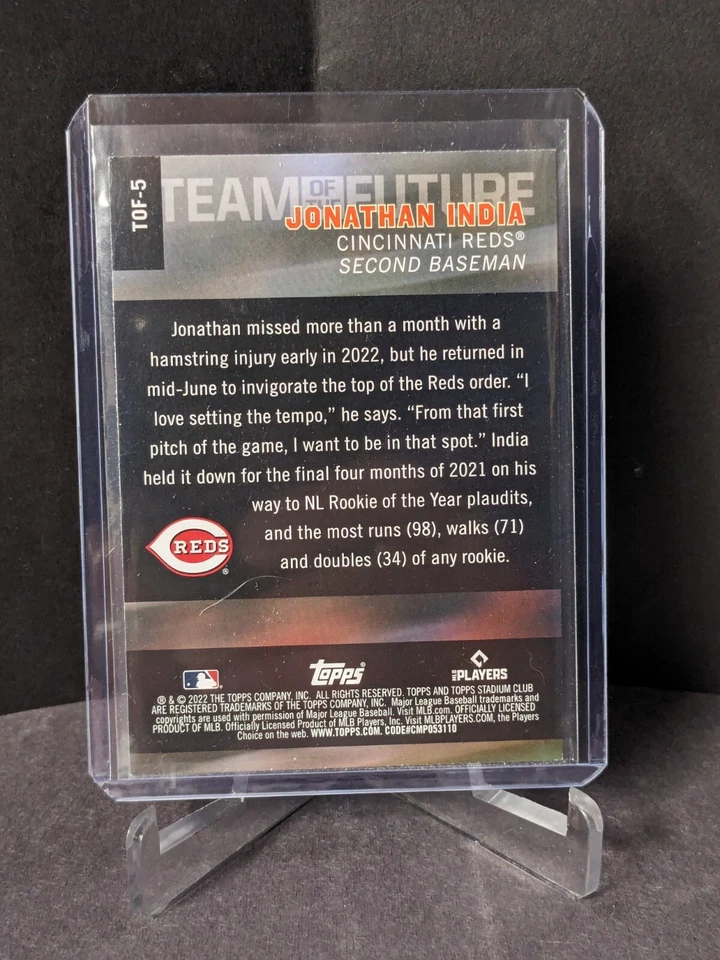 TOF-5
TEAM OF THE FUTURE
JONATHAN INDIA
CINCINNATI REDS®
SECOND BASEMAN
Jonathan missed more than a month with a
hamstring injury early in 2022, but he returned in
mid-June to invigorate the top of the Reds order. “I
love setting the tempo,” he says. “From that first
pitch of the game, I want to be in that spot.” India
held it down for the final four months of 2021 on his
way to NL Rookie of the Year plaudits,
and the most runs (98), walks (71)
and doubles (34) of any rookie.
REDS®
Topps®
MLB PLAYERS
® & © 2022 THE TOPPS COMPANY, INC. ALL RIGHTS RESERVED. TOPPS AND TOPPS STADIUM CLUB
ARE REGISTERED TRADEMARKS OF THE TOPPS COMPANY, INC. Major League Baseball trademarks and
copyrights are used with permission of Major League Baseball. Visit MLB.com. OFFICIALLY LICENSED
PRODUCT OF MLB. Officially Licensed Product of MLB Players, Inc. Visit MLBPLAYERS.COM, the Players
Choice on the web. WWW.TOPPS.COM. CODE#CMP053110